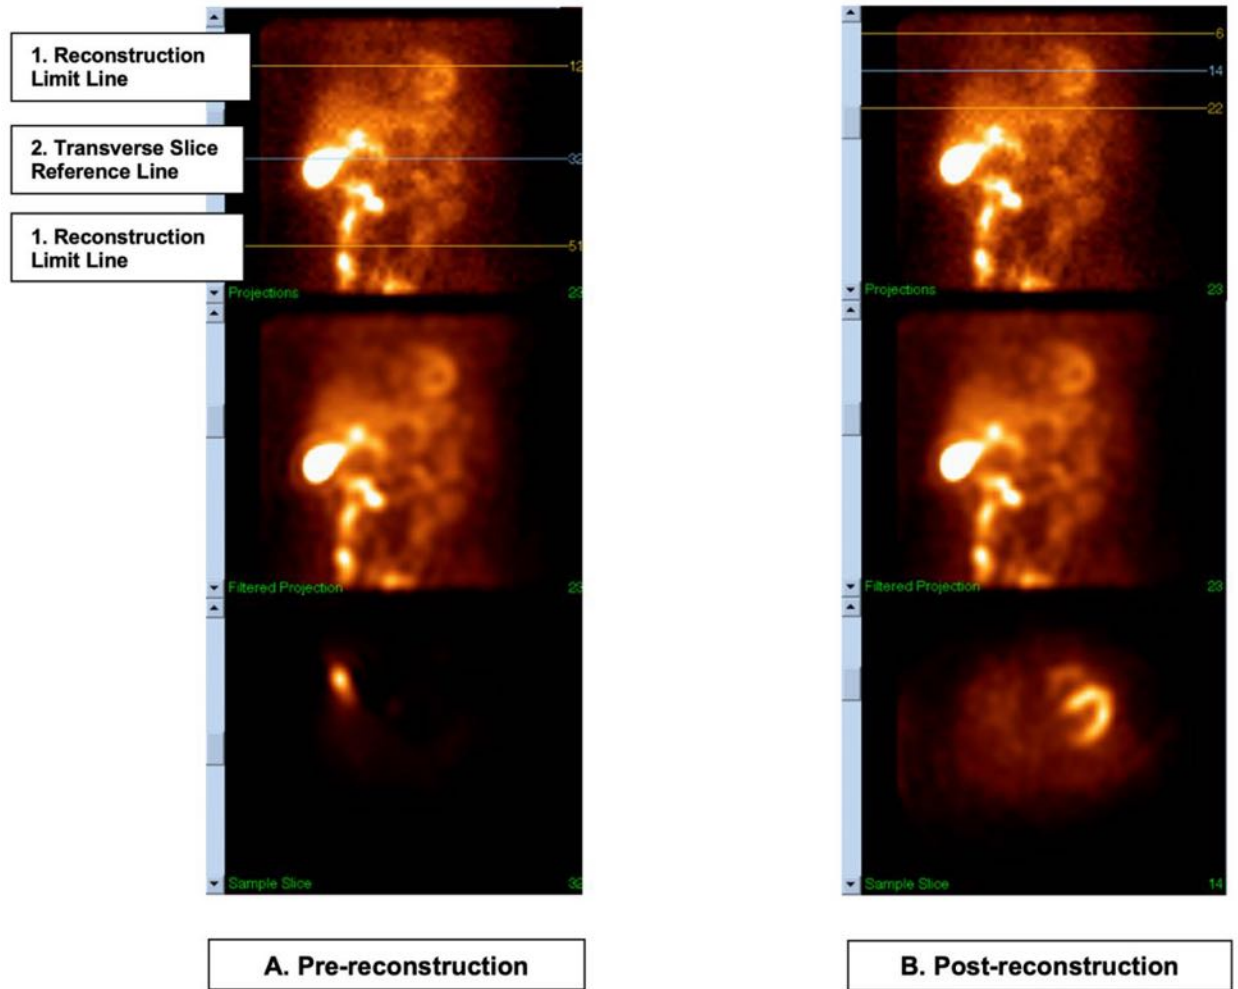 1. Reconstruction
Limit Line
2. Transverse Slice
Reference Line
1. Reconstruction
Limit Line
12
32
51
Projections
23
Filtered Projection
23
Sample Slice
32
A. Pre-reconstruction
6
14
22
Projections
23
Filtered Projection
23
Sample Slice
14
B. Post-reconstruction